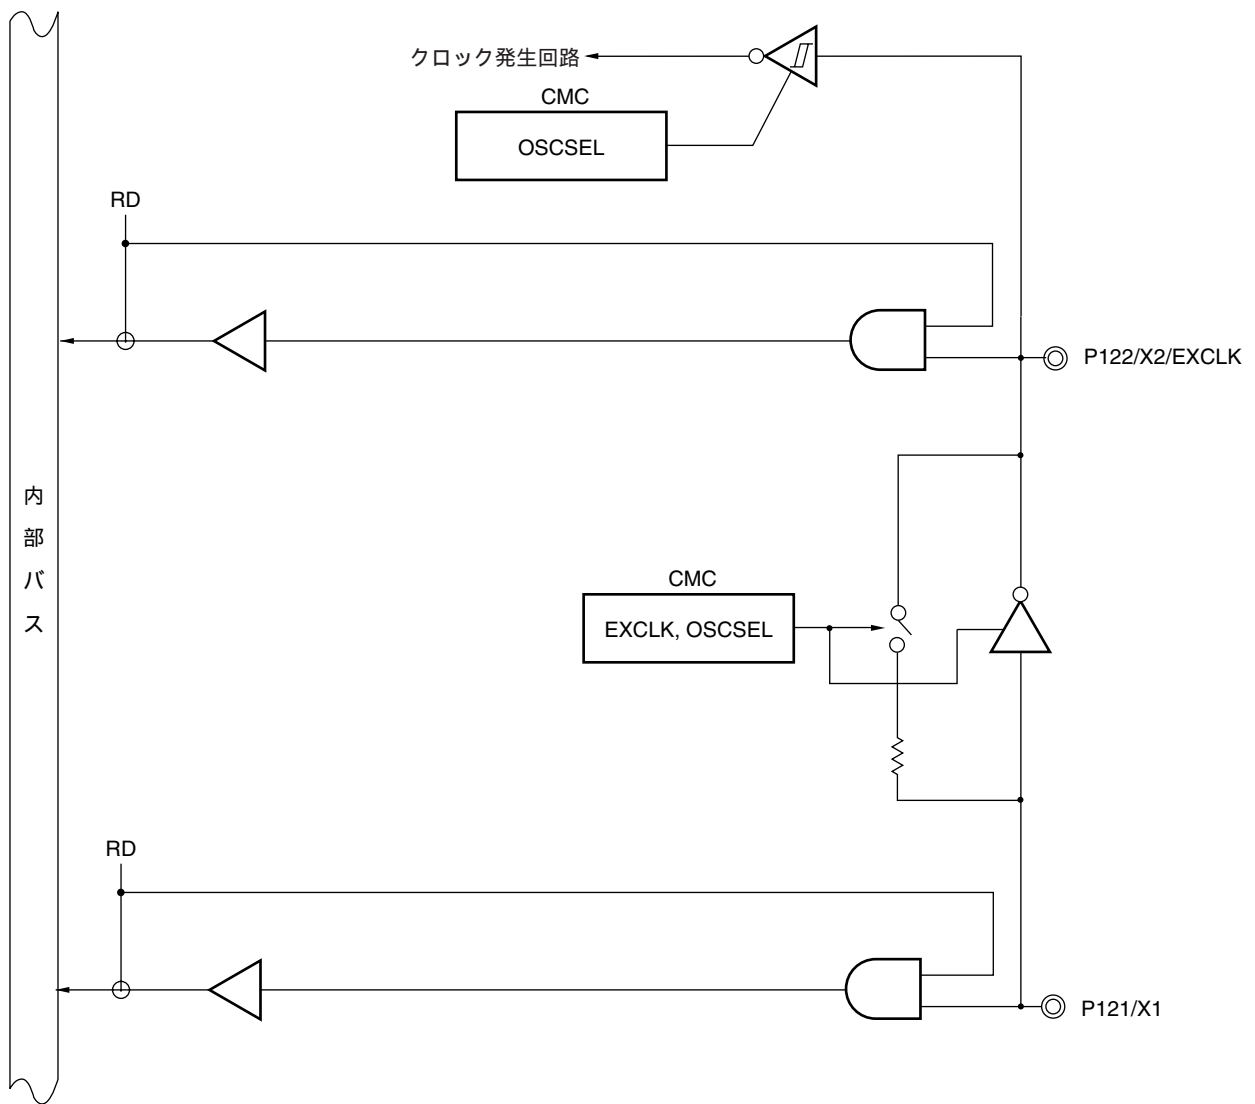 クロック発生回路
CMC
OSCSEL
RD
P122/X2/EXCLK
内部バス
CMC
EXCLK, OSCSEL
RD
P121/X1